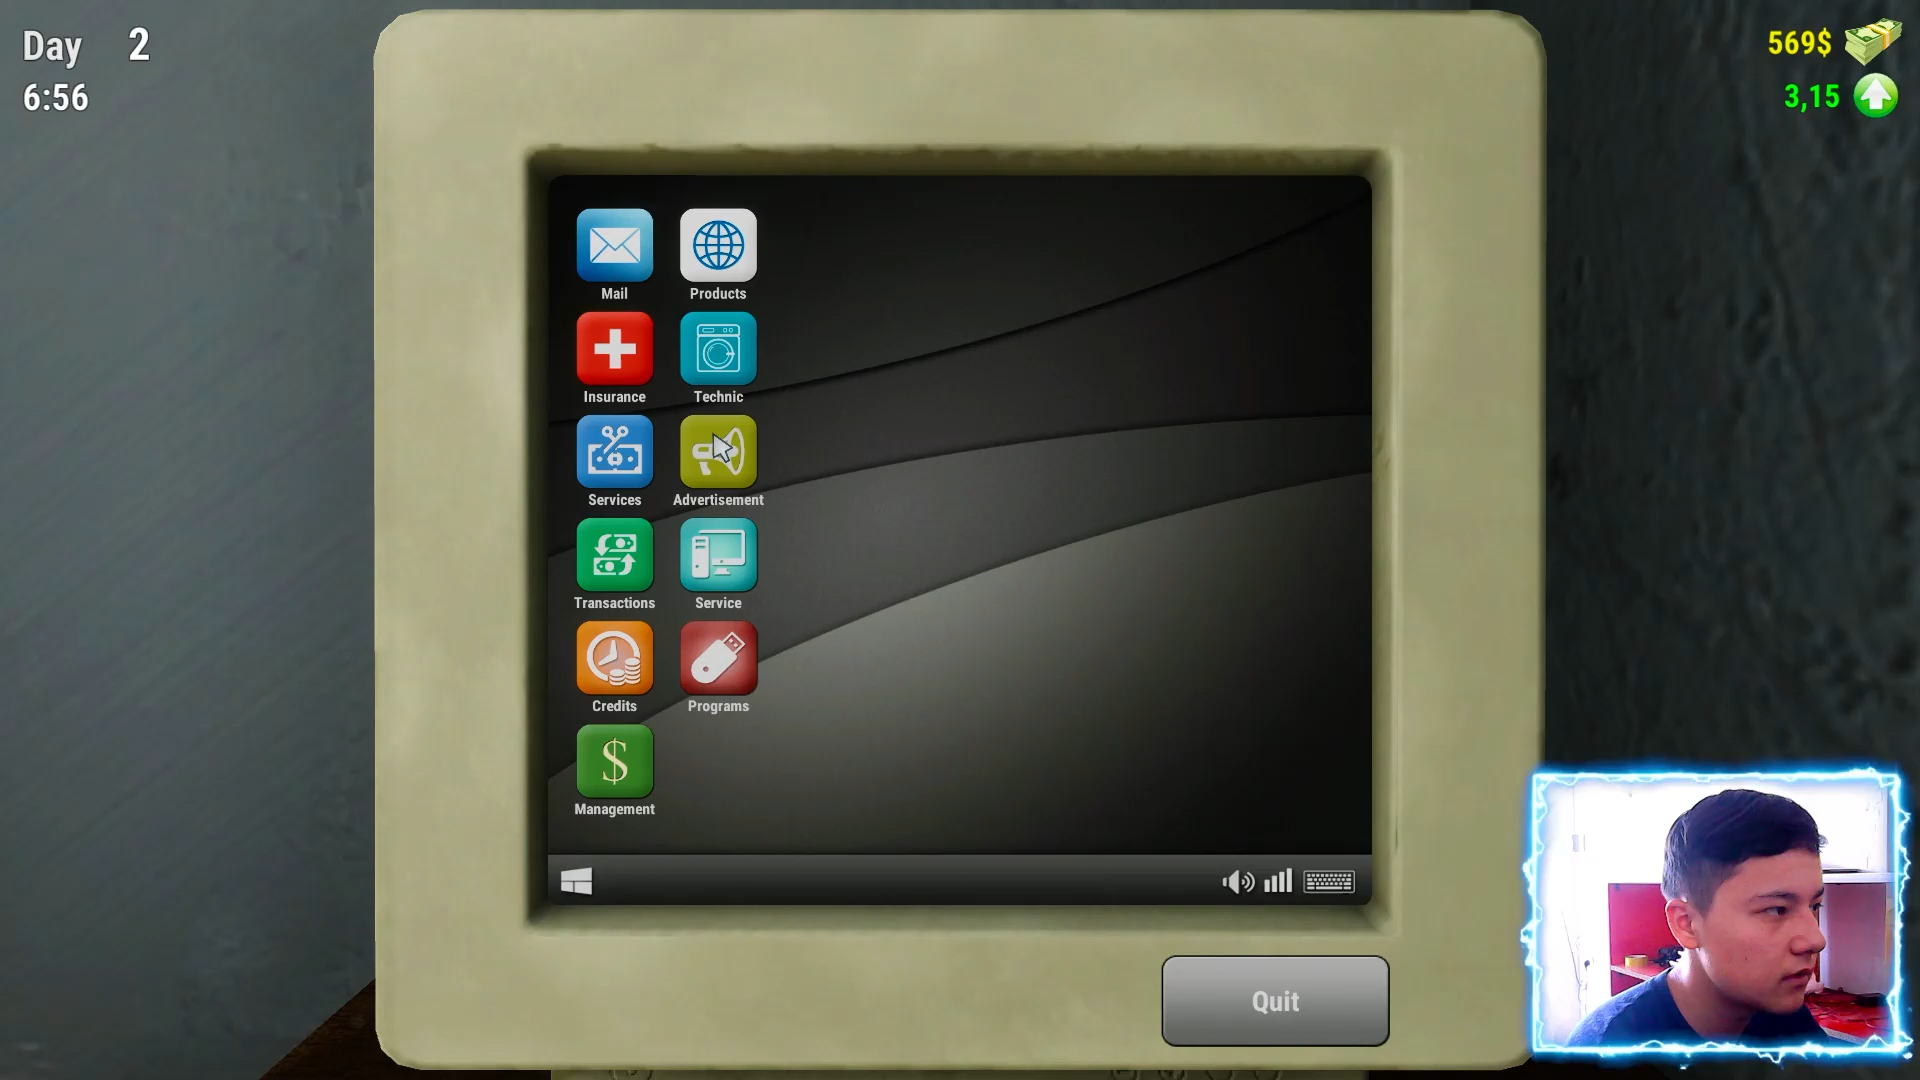 Day 2
6:56
569$
3,15
Mail
Products
Insurance
Technic
Services
Advertisement
Transactions
Service
Credits
Programs
$
Management
Quit